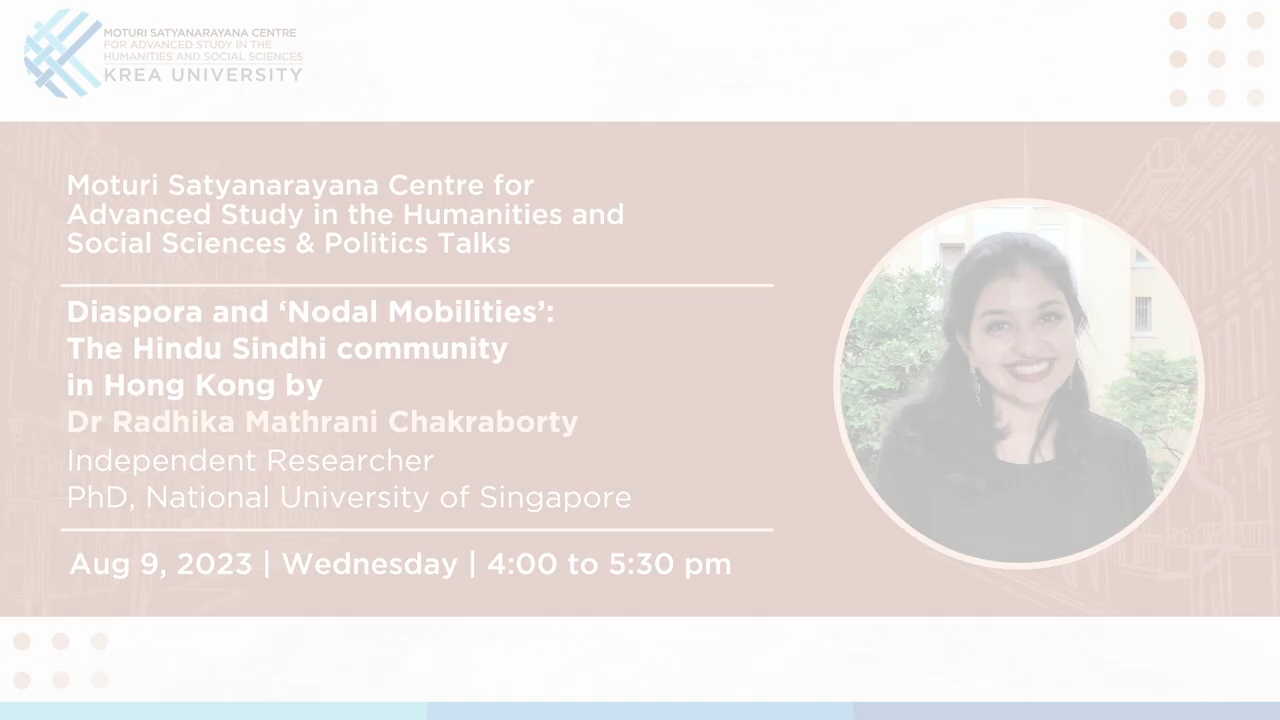 MOTURI SATYANARAYANA CENTRE
FOR ADVANCED STUDY IN THE
HUMANITIES AND SOCIAL SCIENCES
KREA UNIVERSITY
Moturi Satyanarayana Centre for
Advanced Study in the Humanities and
Social Sciences & Politics Talks
Diaspora and ‘Nodal Mobilities’:
The Hindu Sindhi community
in Hong Kong by
Dr Radhika Mathrani Chakraborty
Independent Researcher
PhD, National University of Singapore
Aug 9, 2023 | Wednesday | 4:00 to 5:30 pm